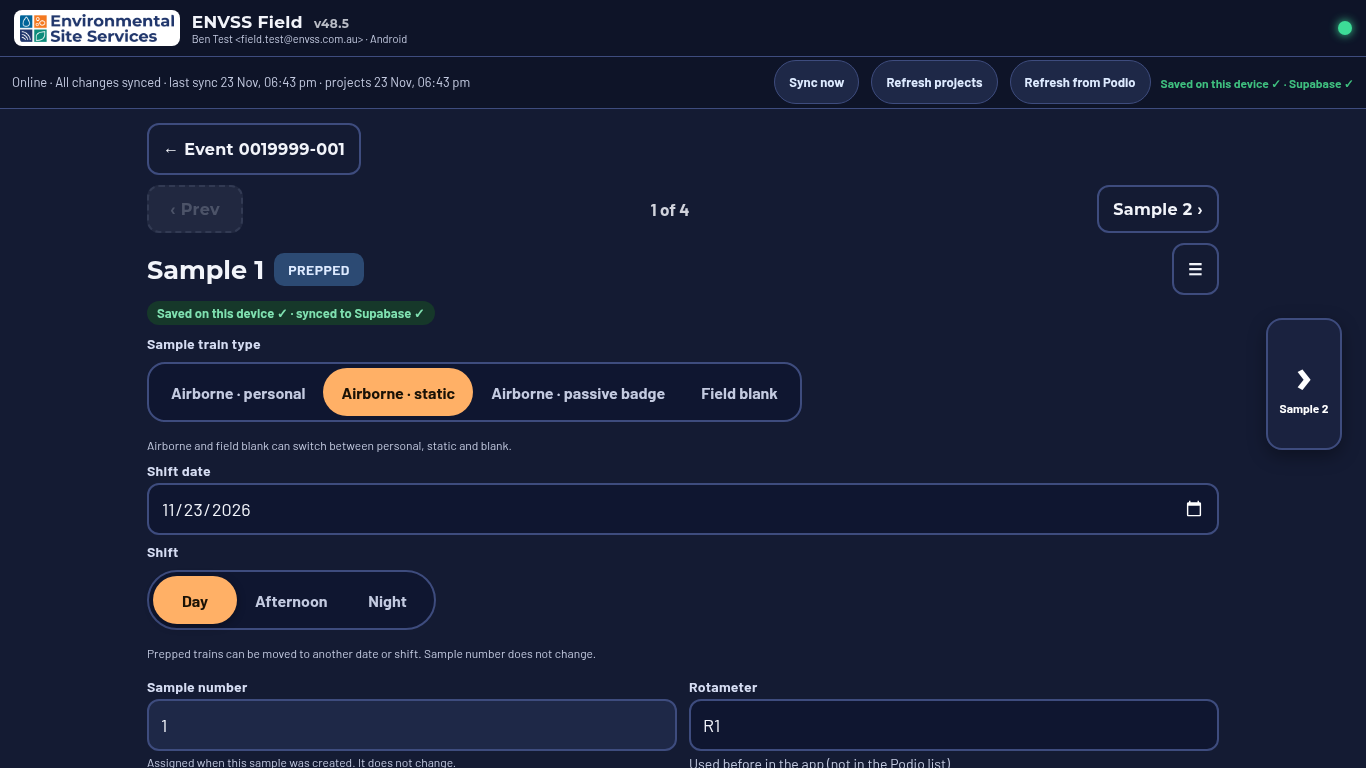 Environmental
Site Services
ENVSS Field v48.5
Ben Test <field.test@envss.com.au> · Android
Online · All changes synced · last sync 23 Nov, 06:43 pm · projects 23 Nov, 06:43 pm
Sync now
Refresh projects
Refresh from Podio
Saved on this device ✓ · Supabase ✓
← Event 0019999-001
‹ Prev
1 of 4
Sample 2 ›
Sample 1 PREPPED
☰
Saved on this device ✓ · synced to Supabase ✓
Sample train type
Airborne · personal Airborne · static Airborne · passive badge Field blank
›
Sample 2
Airborne and field blank can switch between personal, static and blank.
Shift date
11/23/2026
Shift
Day Afternoon Night
Prepped trains can be moved to another date or shift. Sample number does not change.
Sample number
1
Assigned when this sample was created. It does not change.
Rotameter
R1
Used before in the app (not in the Podio list)